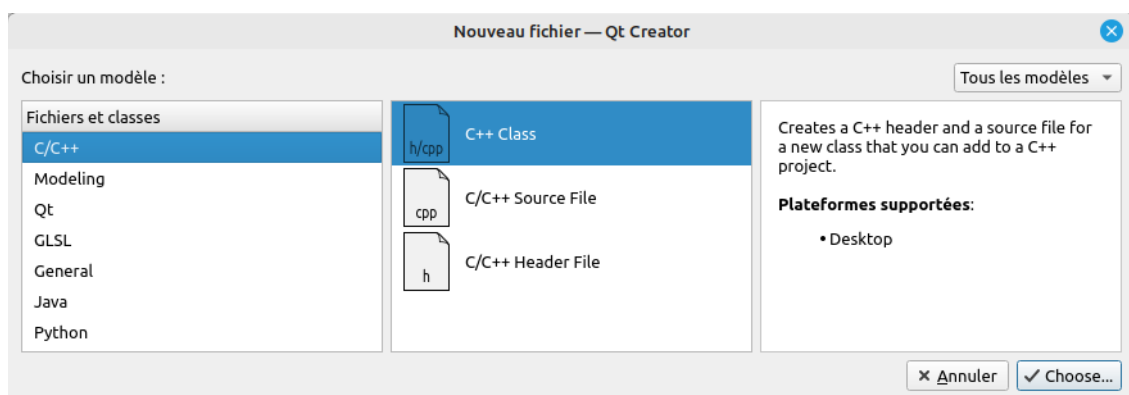 Nouveau fichier — Qt Creator
Choisir un modèle :
Tous les modèles
Fichiers et classes
C/C++
Modeling
Qt
GLSL
General
Java
Python
h/cpp
C++ Class
cpp
C/C++ Source File
h
C/C++ Header File
Creates a C++ header and a source file for
a new class that you can add to a C++
project.
Plateformes supportées:
• Desktop
Annuler
Choose...